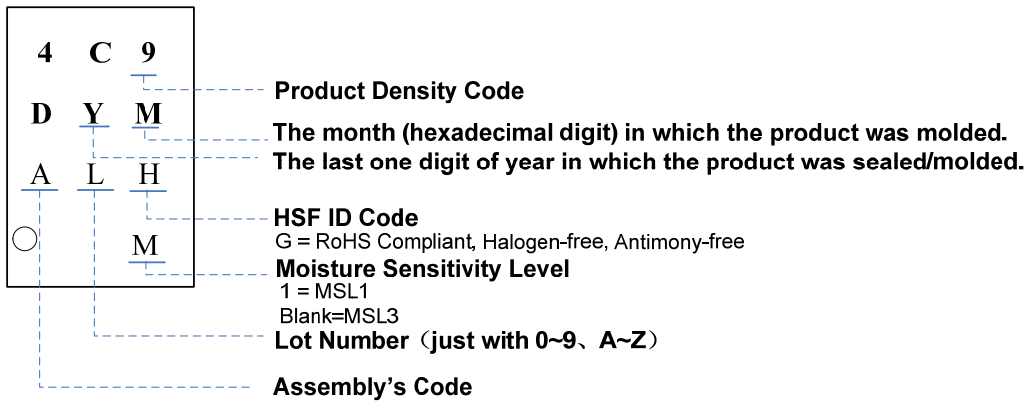 4 C 9
Product Density Code
D Y M
The month (hexadecimal digit) in which the product was molded.
The last one digit of year in which the product was sealed/molded.
A L H
HSF ID Code
G = RoHS Compliant, Halogen-free, Antimony-free
M
Moisture Sensitivity Level
1 = MSL1
Blank=MSL3
Lot Number（just with 0~9、A~Z）
Assembly's Code